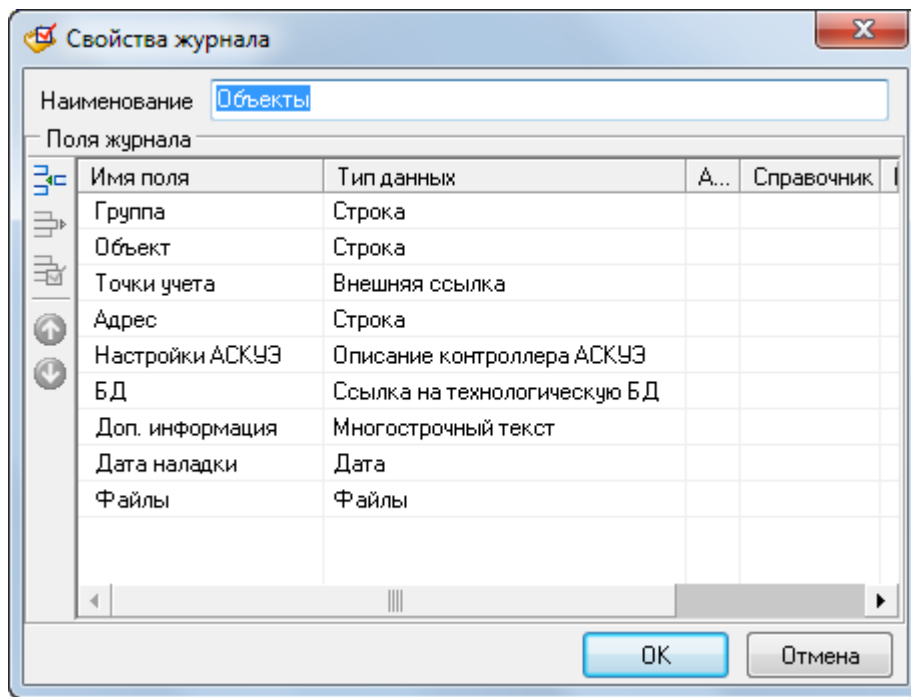 Свойства журнала
Наименование Объекты
Поля журнала
Имя поля Тип данных А... Справочник
Группа Строка
Объект Строка
Точки учета Внешняя ссылка
Адрес Строка
Настройки АСКУЭ Описание контроллера АСКУЭ
БД Ссылка на технологическую БД
Доп. информация Многострочный текст
Дата наладки Дата
Файлы Файлы
OK Отмена